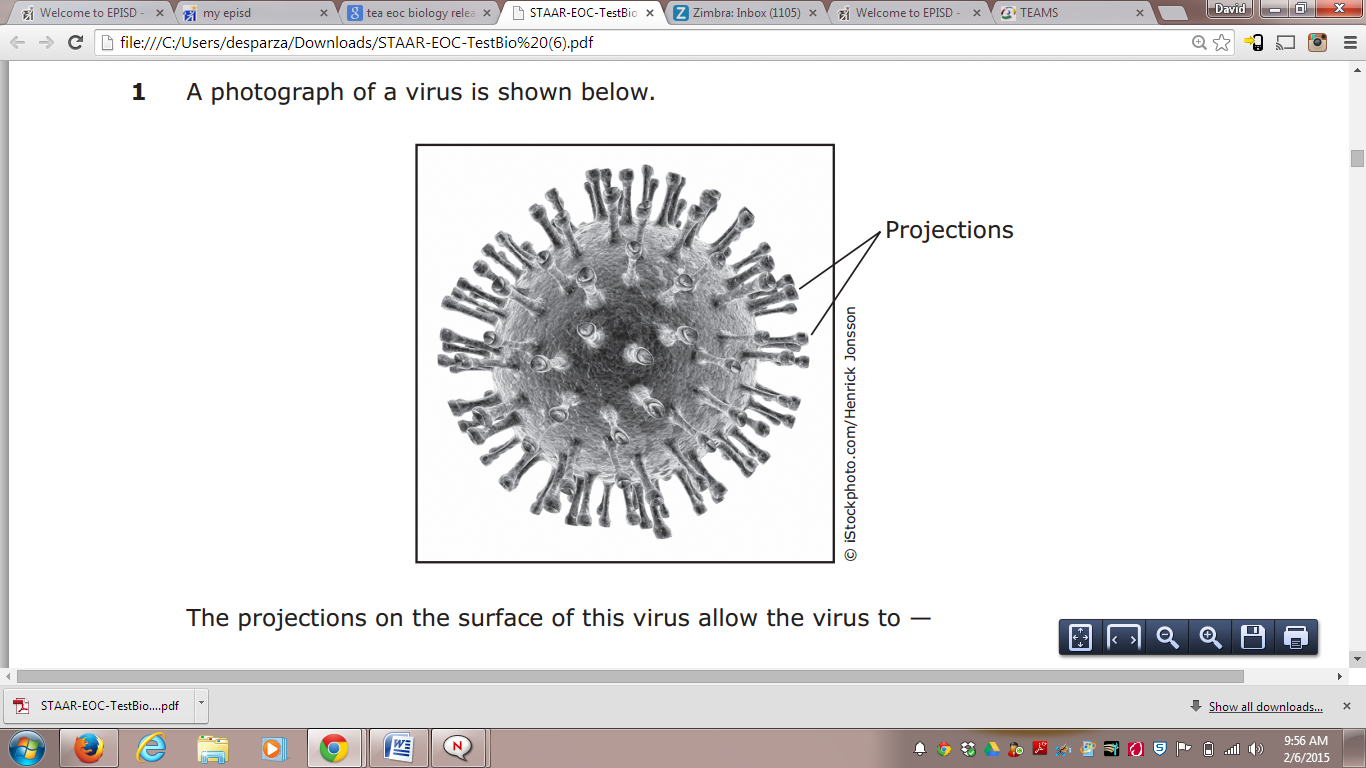 Welcome to EPISD -
my episd
tea eoc biology relea
STAAR-EOC-TestBio
Zimbra: Inbox (1105)
Welcome to EPISD -
TEAMS
David
file:///C:/Users/desparza/Downloads/STAAR-EOC-TestBio%20(6).pdf
1 A photograph of a virus is shown below.
Projections
© iStockphoto.com/Henrick Jonsson
The projections on the surface of this virus allow the virus to —
STAAR-EOC-TestBio....pdf
Show all downloads...
9:56 AM
2/6/2015